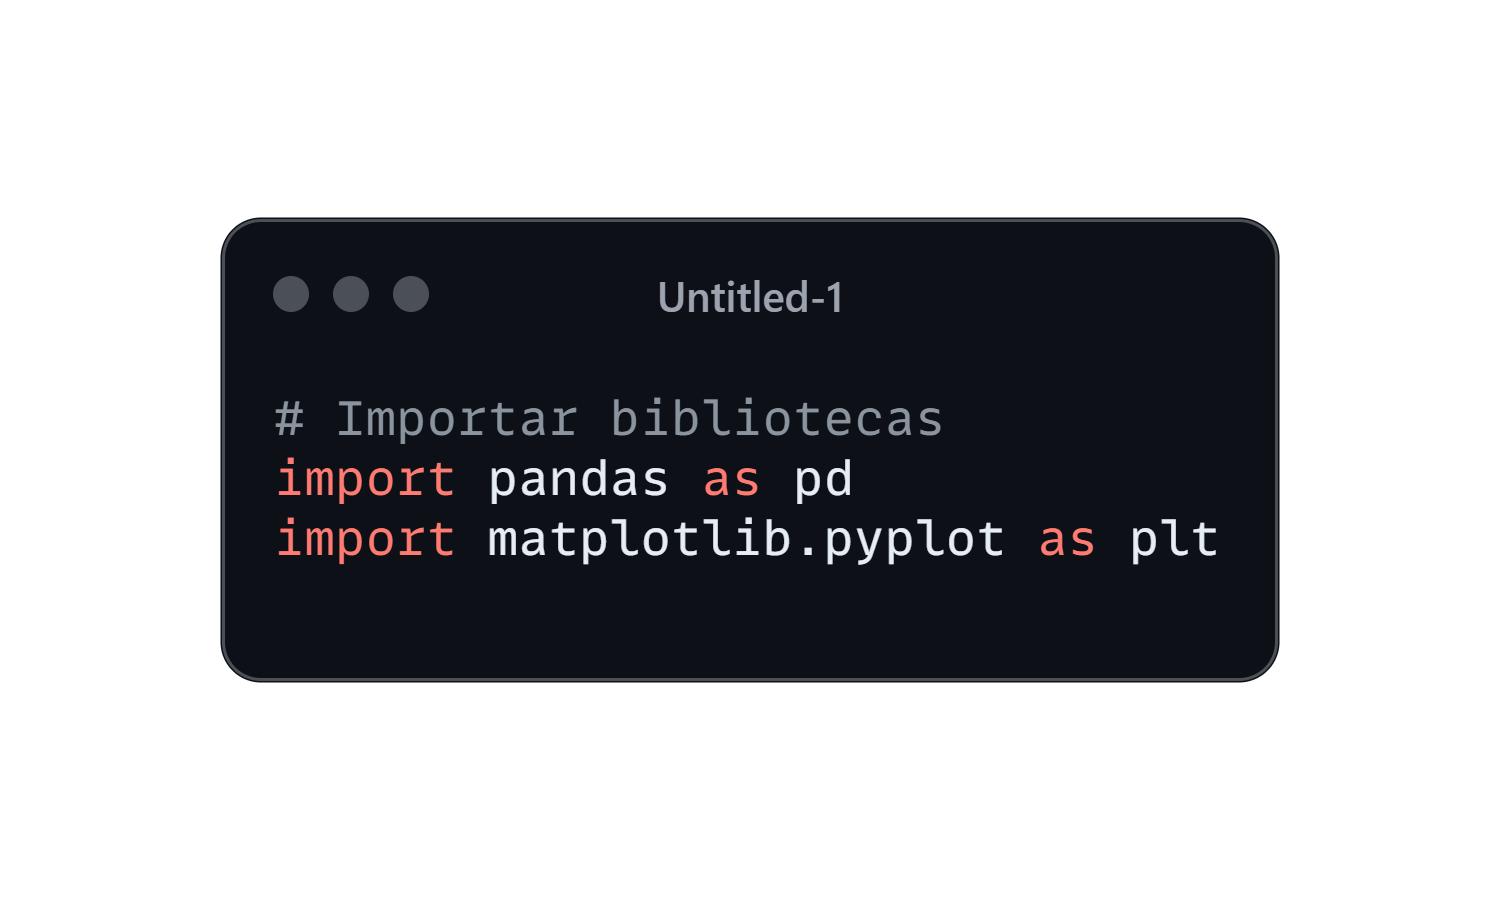 Untitled-1
# Importar bibliotecas
import pandas as pd
import matplotlib.pyplot as plt